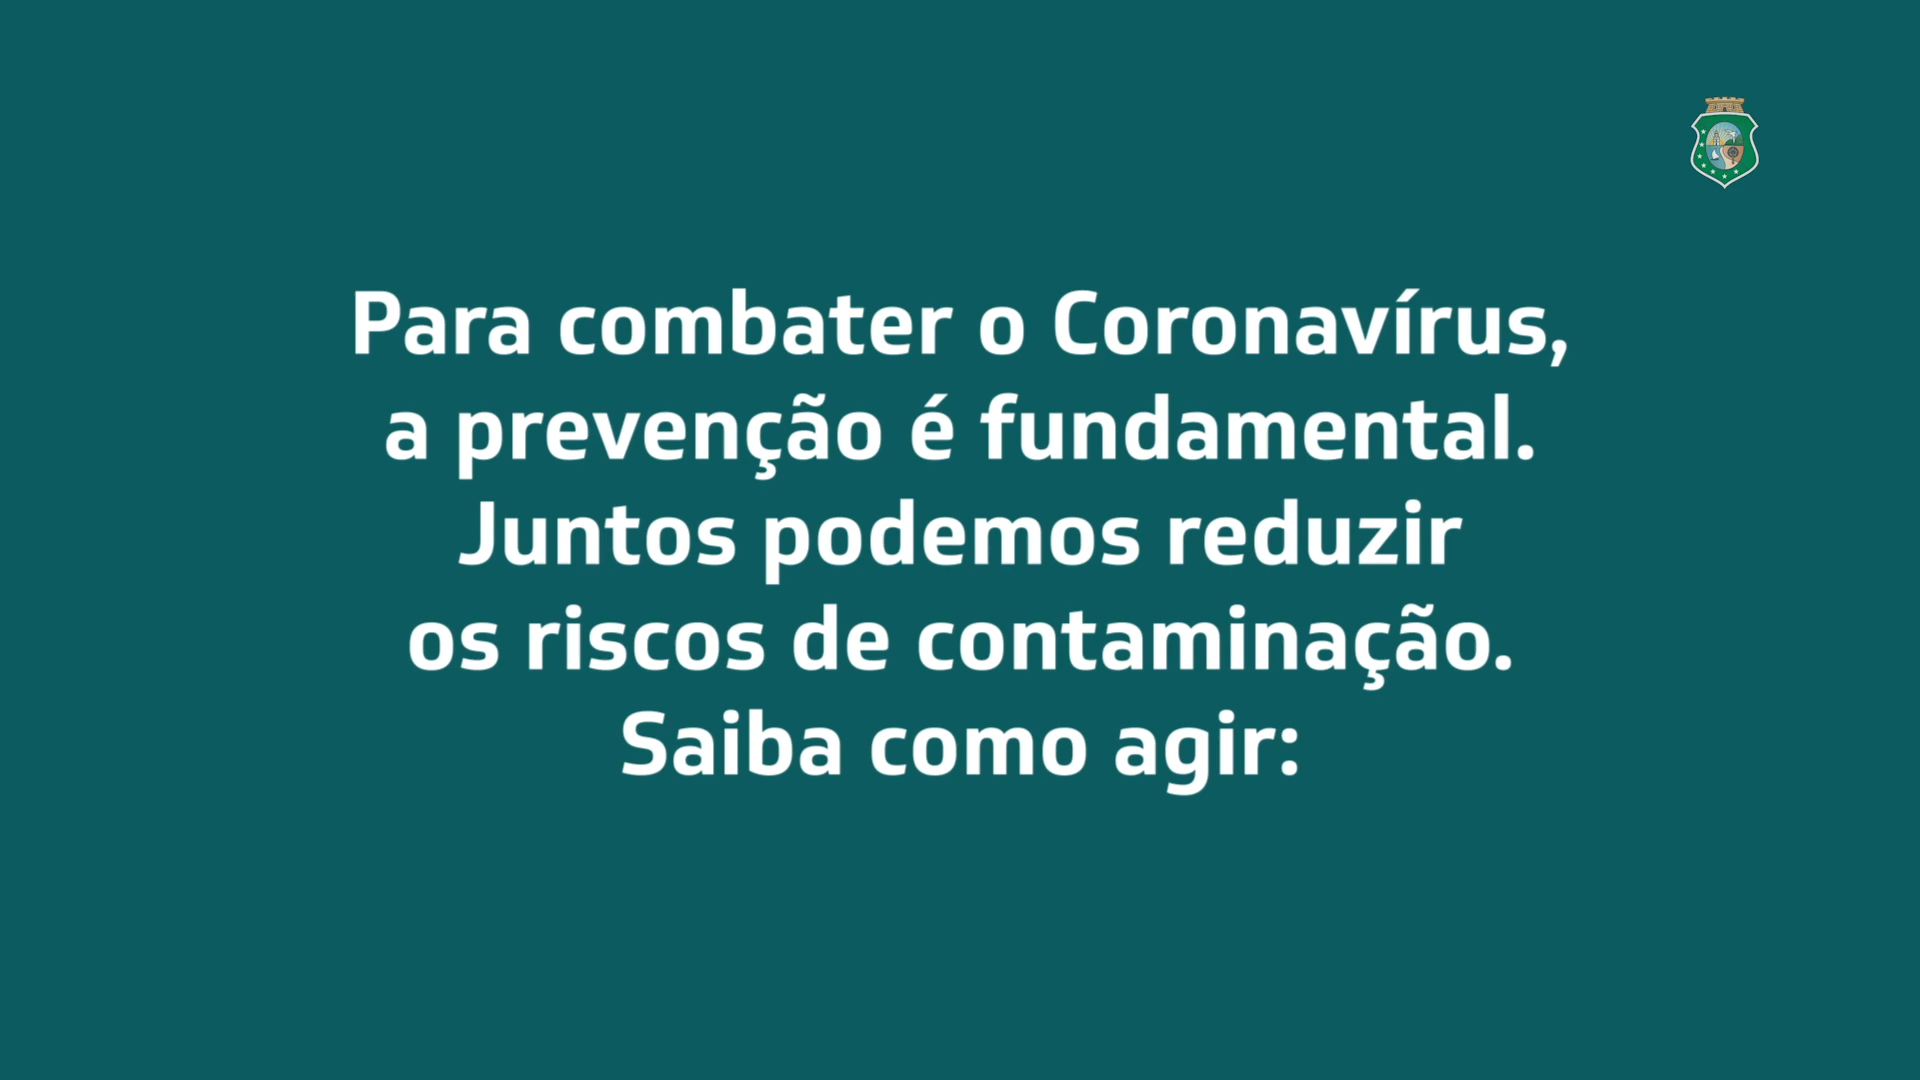 Para combater o Coronavírus,
a prevenção é fundamental.
Juntos podemos reduzir
os riscos de contaminação.
Saiba como agir: